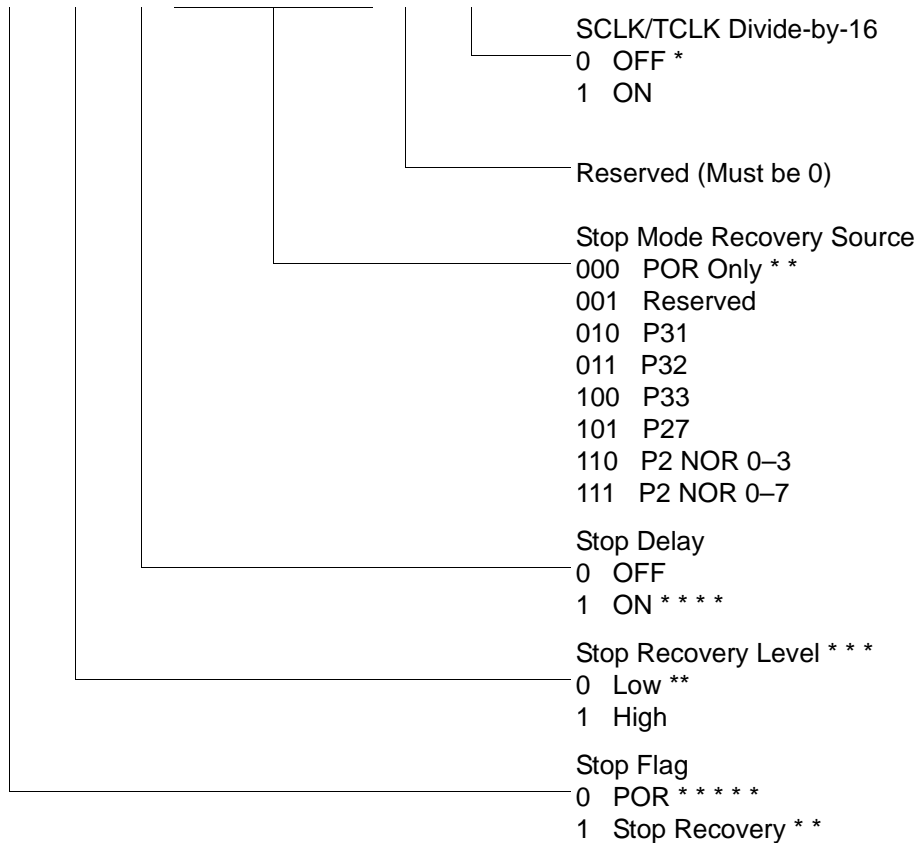 SCLK/TCLK Divide-by-16
0 OFF *
1 ON
Reserved (Must be 0)
Stop Mode Recovery Source
000 POR Only * *
001 Reserved
010 P31
011 P32
100 P33
101 P27
110 P2 NOR 0–3
111 P2 NOR 0–7
Stop Delay
0 OFF
1 ON * * * *
Stop Recovery Level * * *
0 Low **
1 High
Stop Flag
0 POR * * * * *
1 Stop Recovery * *